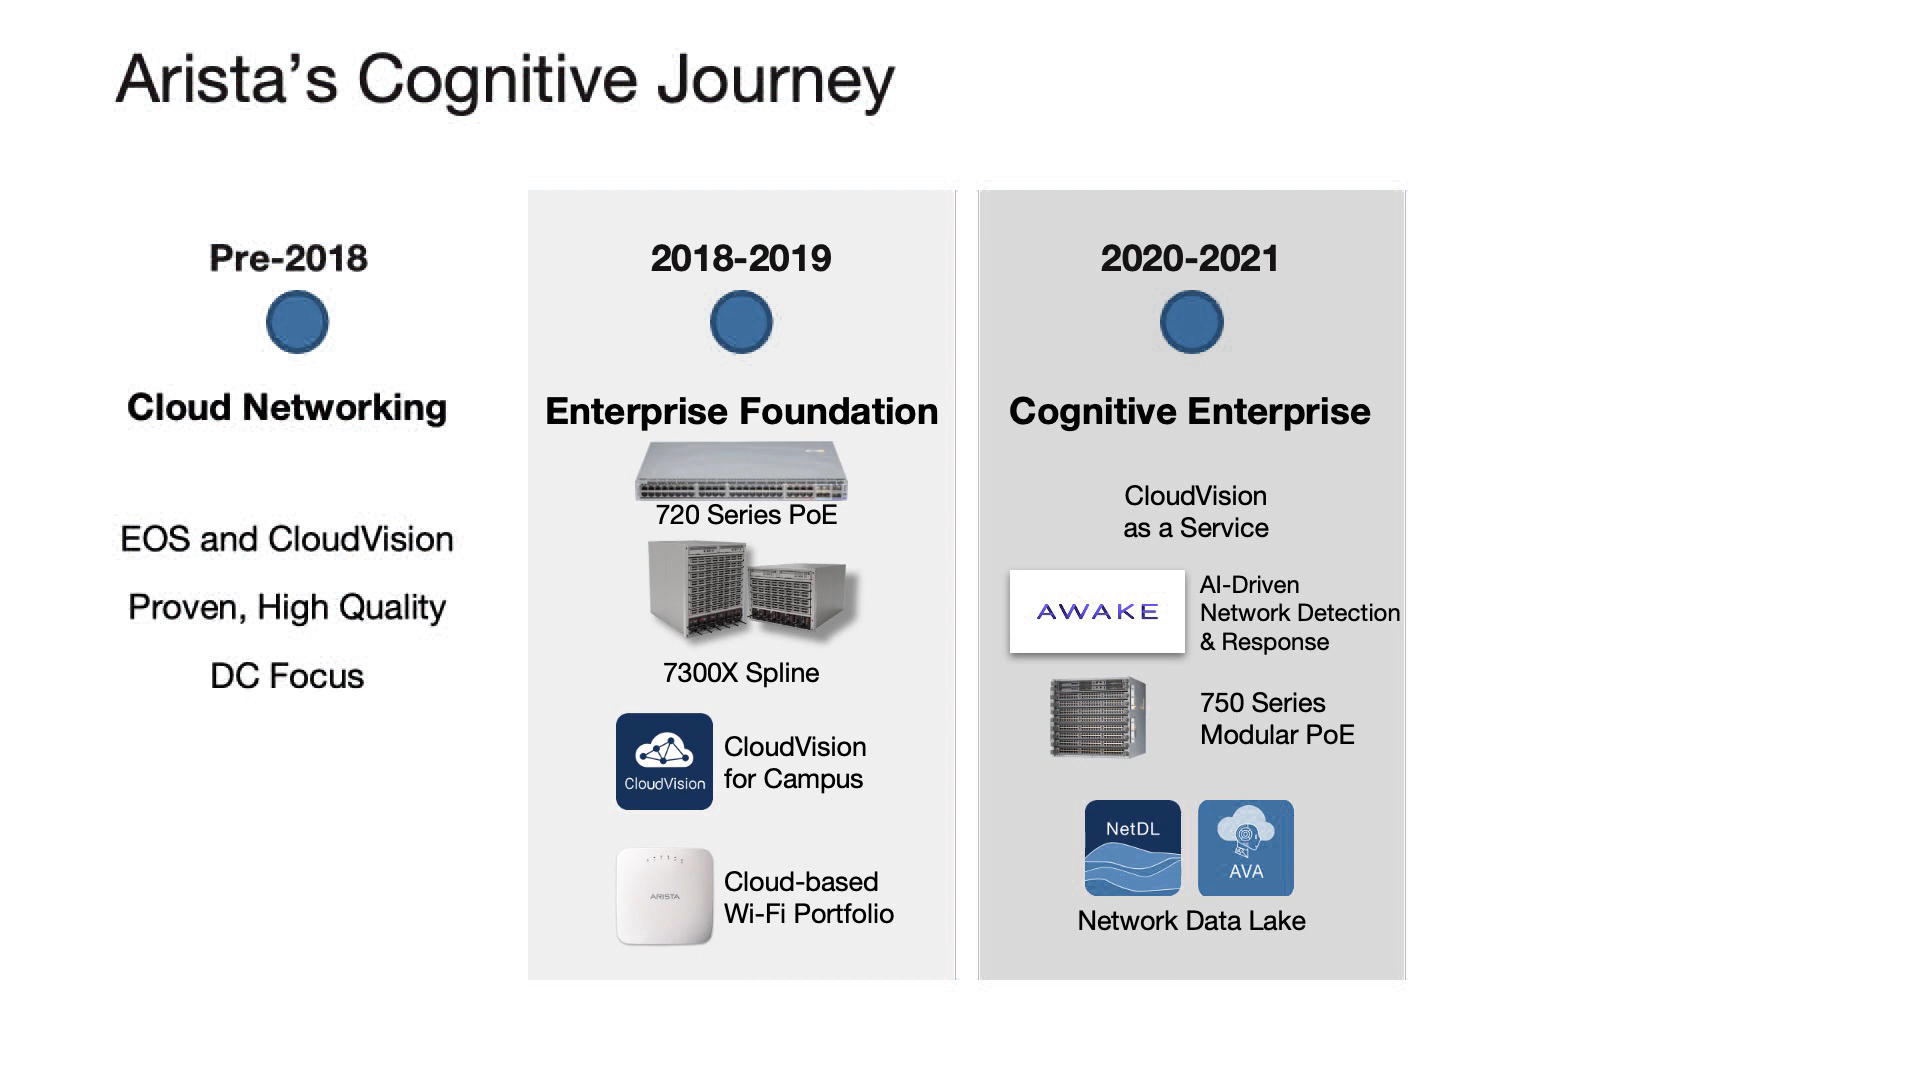 Arista’s Cognitive Journey
Pre-2018
Cloud Networking
EOS and CloudVision
Proven, High Quality
DC Focus
2018-2019
Enterprise Foundation
720 Series PoE
7300X Spline
CloudVision
CloudVision
for Campus
ARISTA
Cloud-based
Wi-Fi Portfolio
2020-2021
Cognitive Enterprise
CloudVision
as a Service
AWAKE
AI-Driven
Network Detection
& Response
750 Series
Modular PoE
NetDL
AVA
Network Data Lake